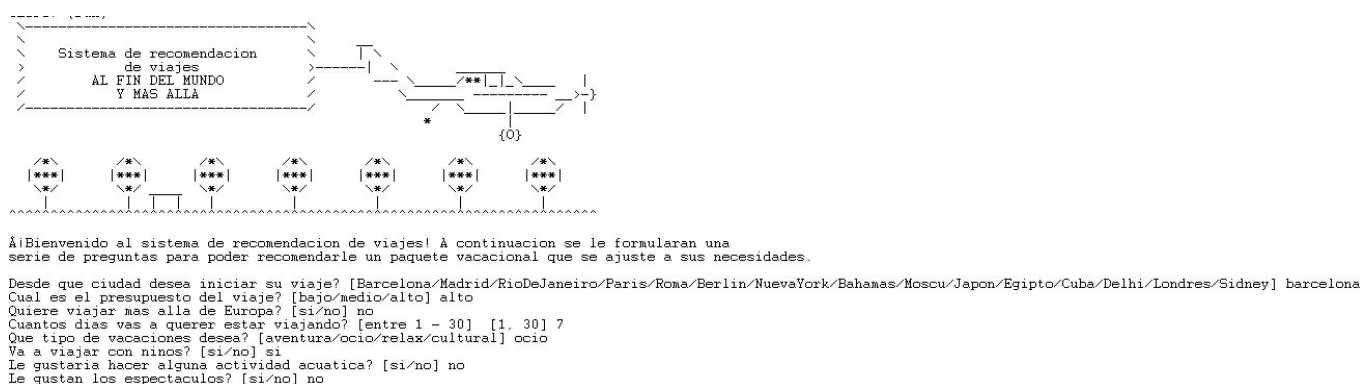 Sistema de recomendacion
de viajes
AL FIN DEL MUNDO
Y MAS ALLA
Â¡Bienvenido al sistema de recomendacion de viajes! A continuacion se le formularan una
serie de preguntas para poder recomendarle un paquete vacacional que se ajuste a sus necesidades.
Desde que ciudad desea iniciar su viaje? [Barcelona/Madrid/RioDeJaneiro/Paris/Roma/Berlin/NuevaYork/Bahamas/Moscu/Japon/Egipto/Cuba/Delhi/Londres/Sidney] barcelona
Cual es el presupuesto del viaje? [bajo/medio/alto] alto
Quiere viajar mas alla de Europa? [si/no] no
Cuantos dias vas a querer estar viajando? [entre 1 - 30]  [1, 30] 7
Que tipo de vacaciones desea? [aventura/ocio/relax/cultural] ocio
Va a viajar con ninos? [si/no] si
Le gustaria hacer alguna actividad acuatica? [si/no] no
Le gustan los espectaculos? [si/no] no